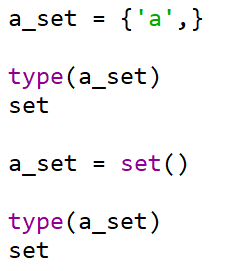 a_set = {'a',}
type(a_set)
set
a_set = set()
type(a_set)
set